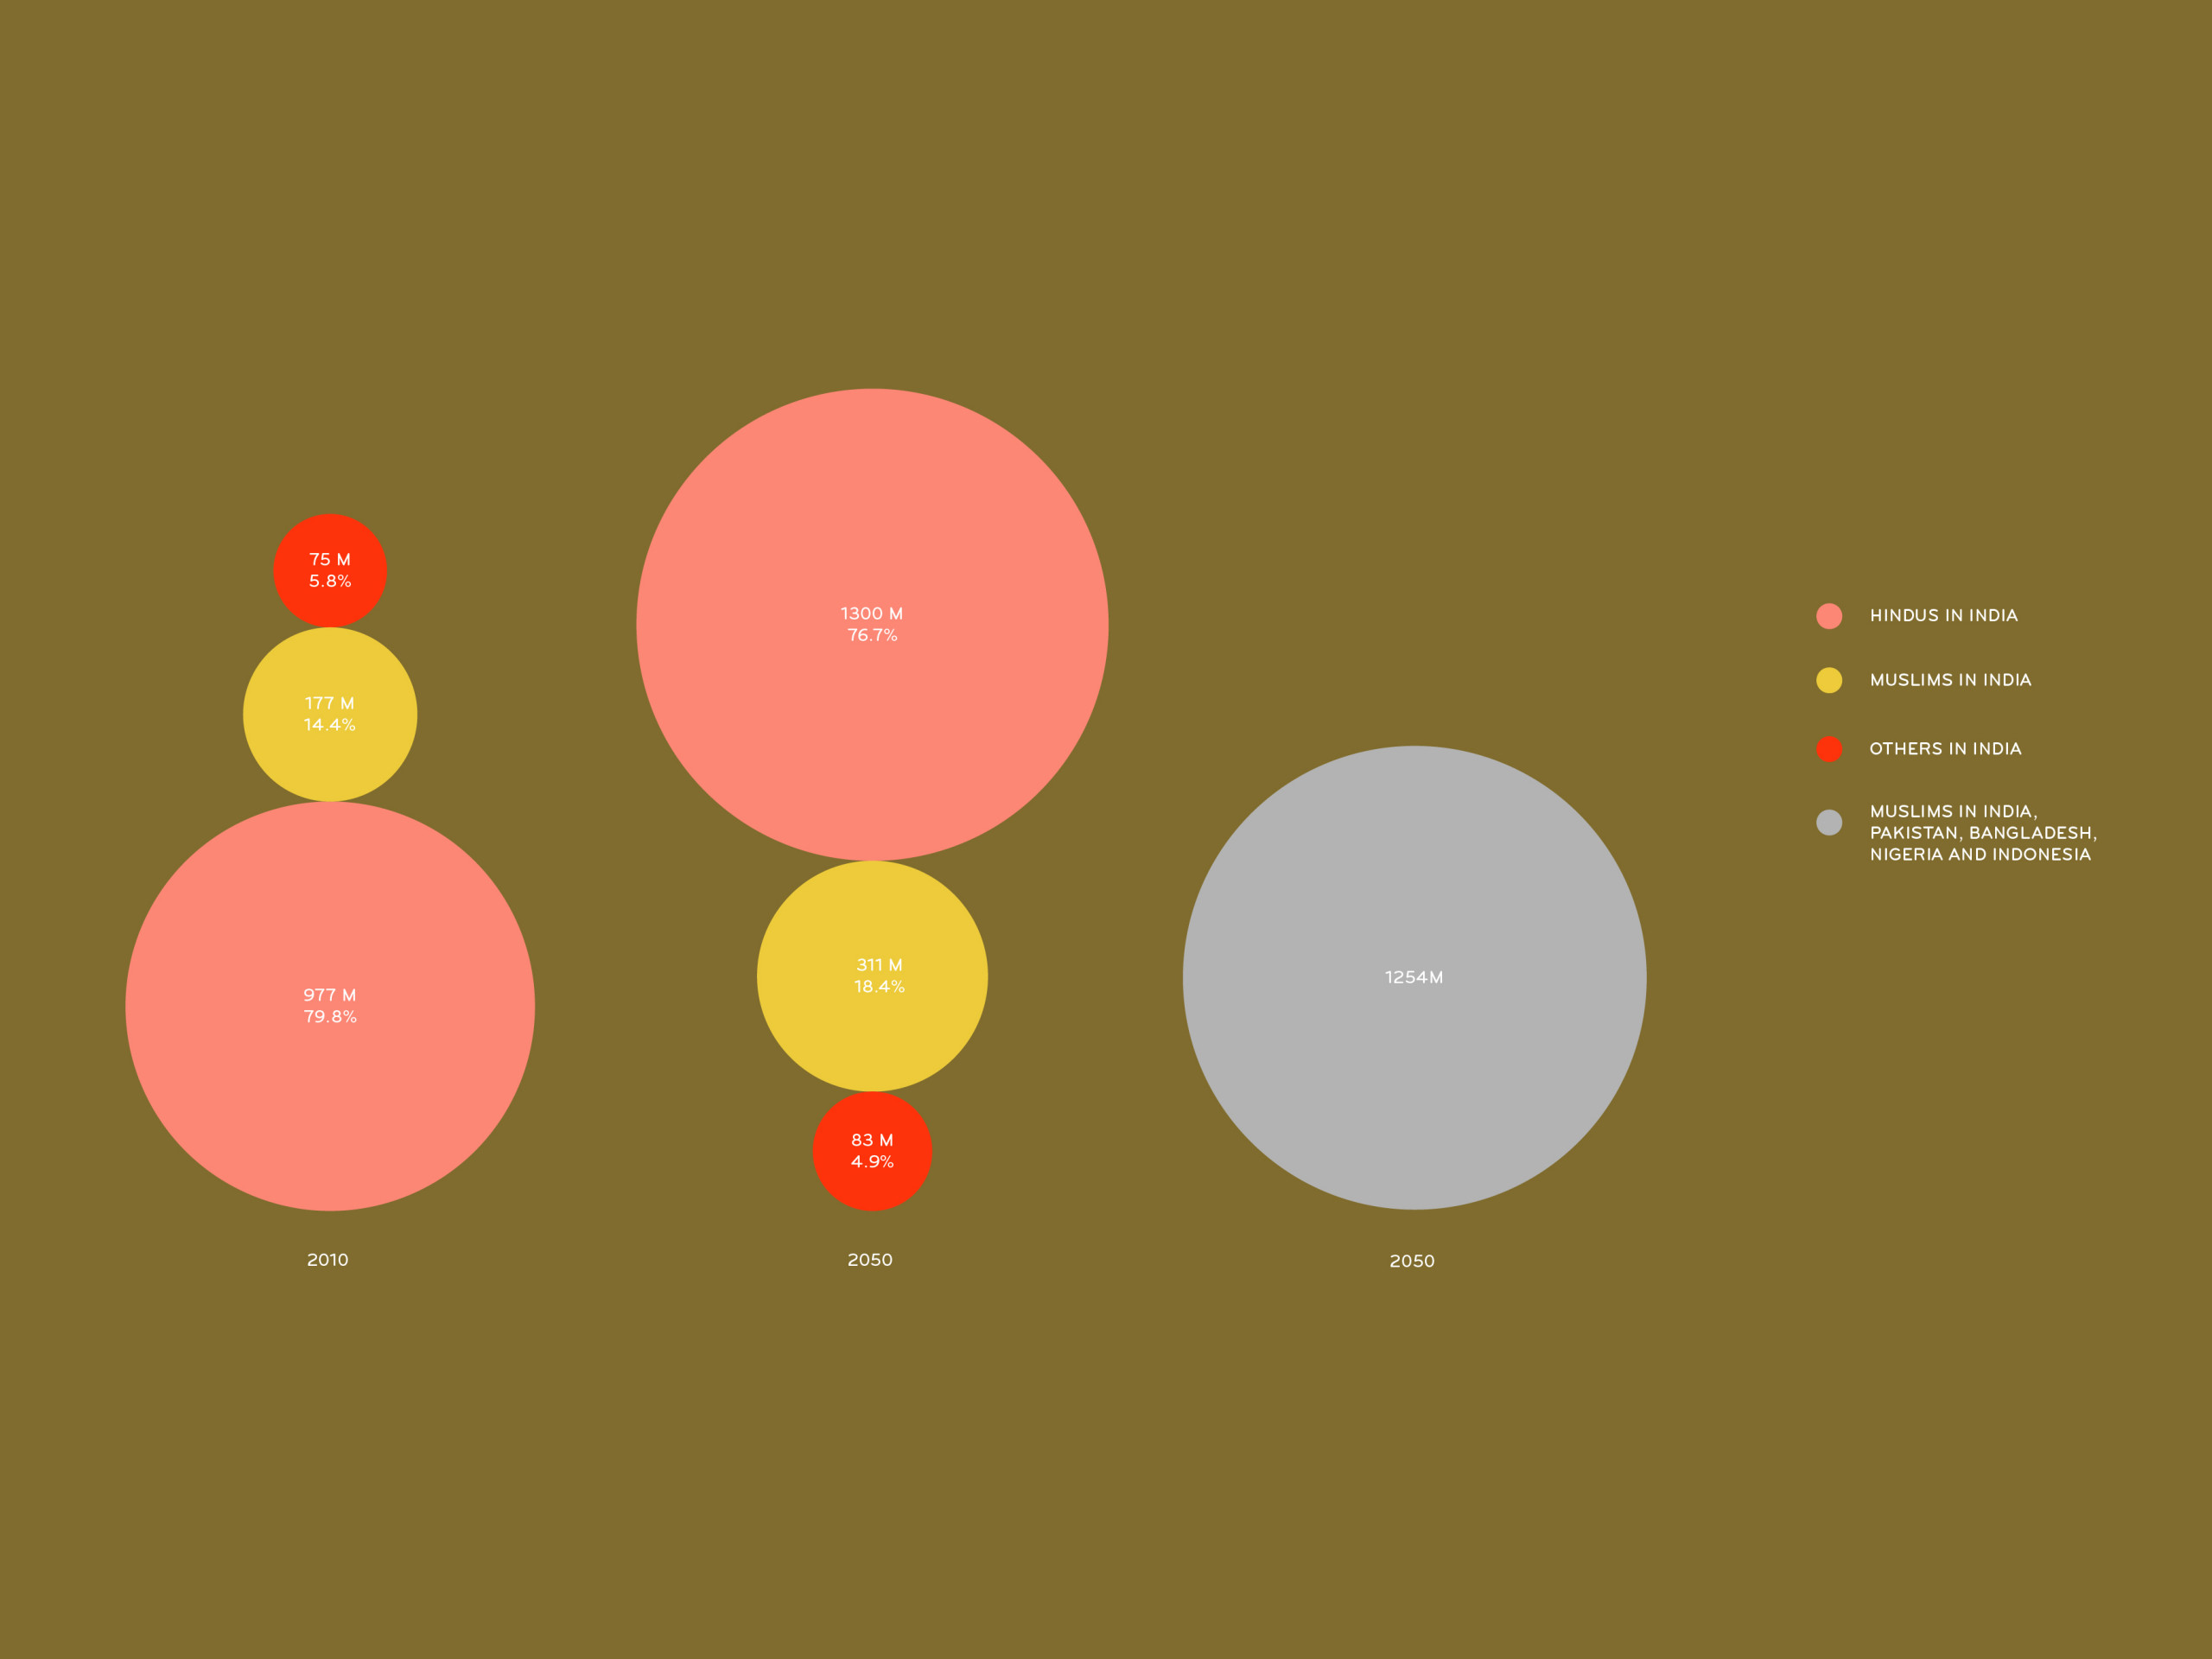 75 M
5.8%
177 M
14.4%
977 M
79.8%
2010
1300 M
76.7%
311 M
18.4%
83 M
4.9%
2050
1254M
2050
HINDUS IN INDIA
MUSLIMS IN INDIA
OTHERS IN INDIA
MUSLIMS IN INDIA,
PAKISTAN, BANGLADESH,
NIGERIA AND INDONESIA